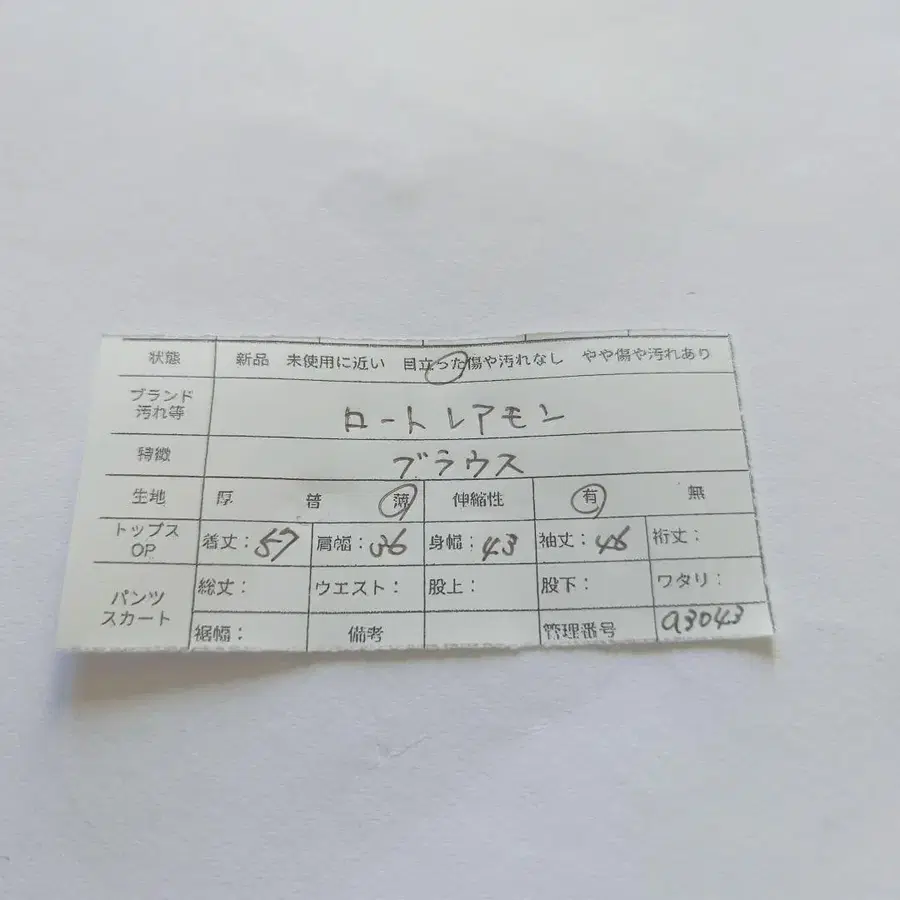 状態 新品 未使用に近い 目立った傷や汚れなし やや傷や汚れあり
ブランド
汚れ等 ロートレアモン
特徴 ブラウス
生地 厚 普 薄 伸縮性 有 無
トップス
OP 着丈:57 肩幅:36 身幅:43 袖丈:46 裄丈:
パンツ
スカート 総丈: ウエスト: 股上: 股下: ワタリ:
裾幅: 備考 管理番号 a3043